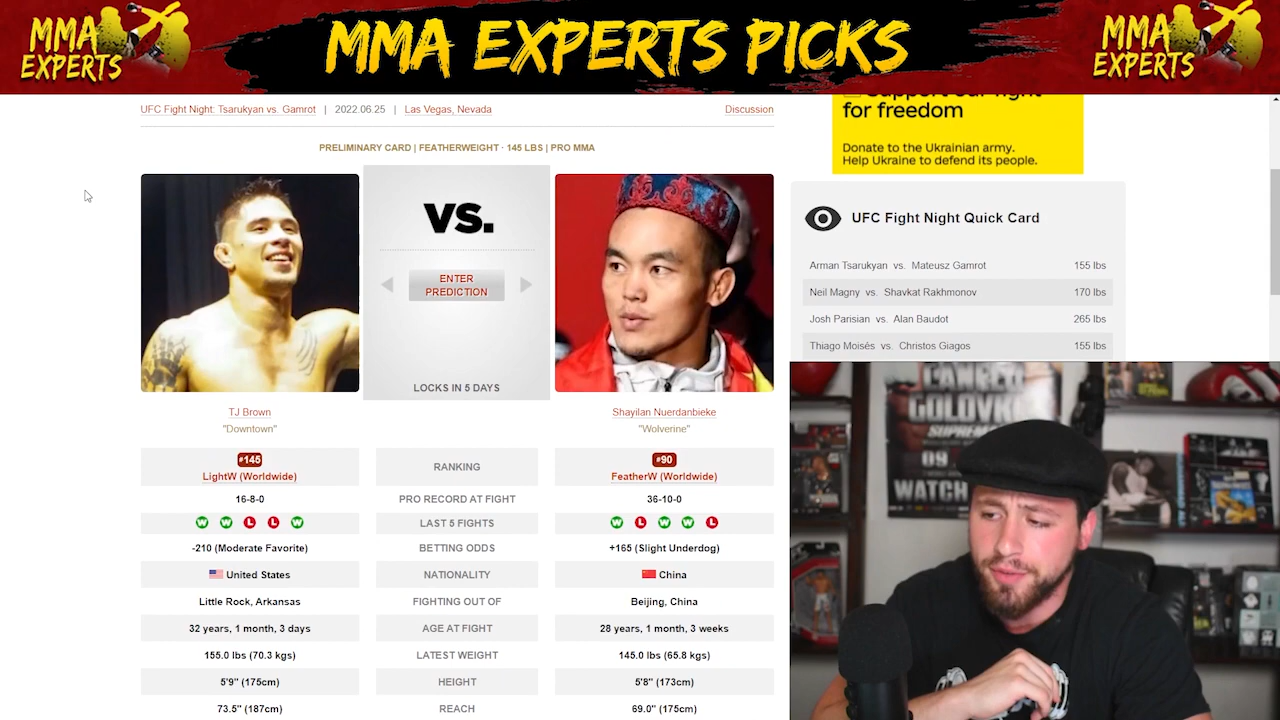 MMA
EXPERTS
MMA EXPERTS PICKS
MMA
EXPERTS
UFC Fight Night: Tsarukyan vs. Gamrot | 2022.06.25 | Las Vegas, Nevada
Discussion
PRELIMINARY CARD | FEATHERWEIGHT · 145 LBS | PRO MMA
VS.
ENTER
PREDICTION
LOCKS IN 5 DAYS
TJ Brown
Shayilan Nuerdanbieke
"Downtown"
"Wolverine"
#145
LightW (Worldwide)
RANKING
#90
FeatherW (Worldwide)
16-8-0
PRO RECORD AT FIGHT
36-10-0
W W L L W
LAST 5 FIGHTS
W L W W L
-210 (Moderate Favorite)
BETTING ODDS
+165 (Slight Underdog)
United States
NATIONALITY
China
Little Rock, Arkansas
FIGHTING OUT OF
Beijing, China
32 years, 1 month, 3 days
AGE AT FIGHT
28 years, 1 month, 3 weeks
155.0 lbs (70.3 kgs)
LATEST WEIGHT
145.0 lbs (65.8 kgs)
5'9" (175cm)
HEIGHT
5'8" (173cm)
73.5" (187cm)
REACH
69.0" (175cm)
Support our fight
for freedom
Donate to the Ukrainian army.
Help Ukraine to defend its people.
UFC Fight Night Quick Card
Arman Tsarukyan vs. Mateusz Gamrot 155 lbs
Neil Magny vs. Shavkat Rakhmonov 170 lbs
Josh Parisian vs. Alan Baudot 265 lbs
Thiago Moisés vs. Christos Giagos 155 lbs
CANELO
GOLOVK
SUPREMA
09
WATCH